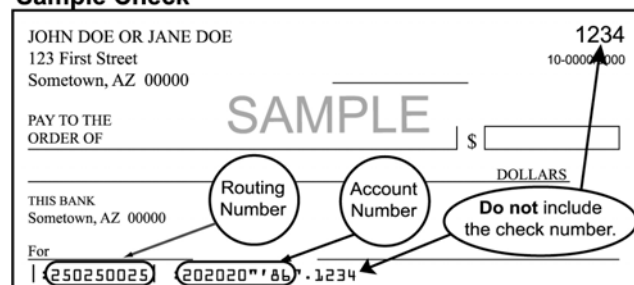 Sample Check
JOHN DOE OR JANE DOE
1234
123 First Street
10-0000/0000
Sometown, AZ 00000
SAMPLE
PAY TO THE
ORDER OF
$
DOLLARS
Routing
Number
Account
Number
THIS BANK
Sometown, AZ 00000
Do not include
the check number.
For
250250025
202020"'86
.1234